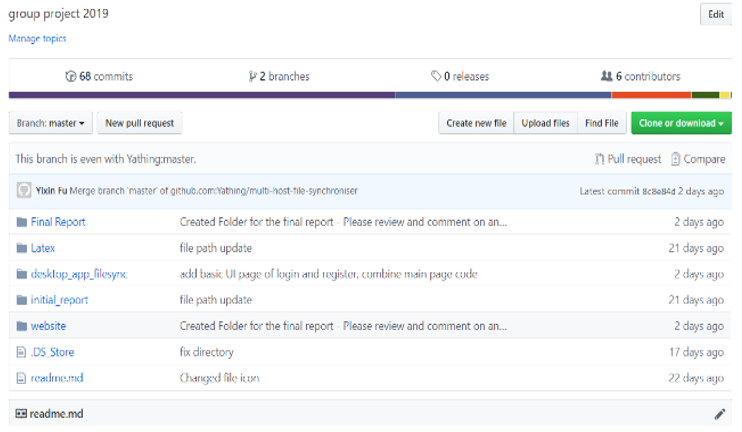 group project 2019
Edit
Manage topics
68 commits
2 branches
0 releases
6 contributors
Branch: master
New pull request
Create new file
Upload files
Find File
Clone or download
This branch is even with Yathing:master.
Pull request
Compare
Yixin Fu Merge branch 'master' of github.com:Yathing/multi-host-file-synchroniser
Latest commit 8c8e84d 2 days ago
Final Report Created Folder for the final report - Please review and comment on an... 2 days ago
Latex file path update 21 days ago
desktop_app_filesync add basic UI page of login and register, combine main page code 2 days ago
initial_report file path update 21 days ago
website Created Folder for the final report - Please review and comment on an... 2 days ago
.DS_Store fix directory 17 days ago
readme.md Changed file icon 22 days ago
readme.md